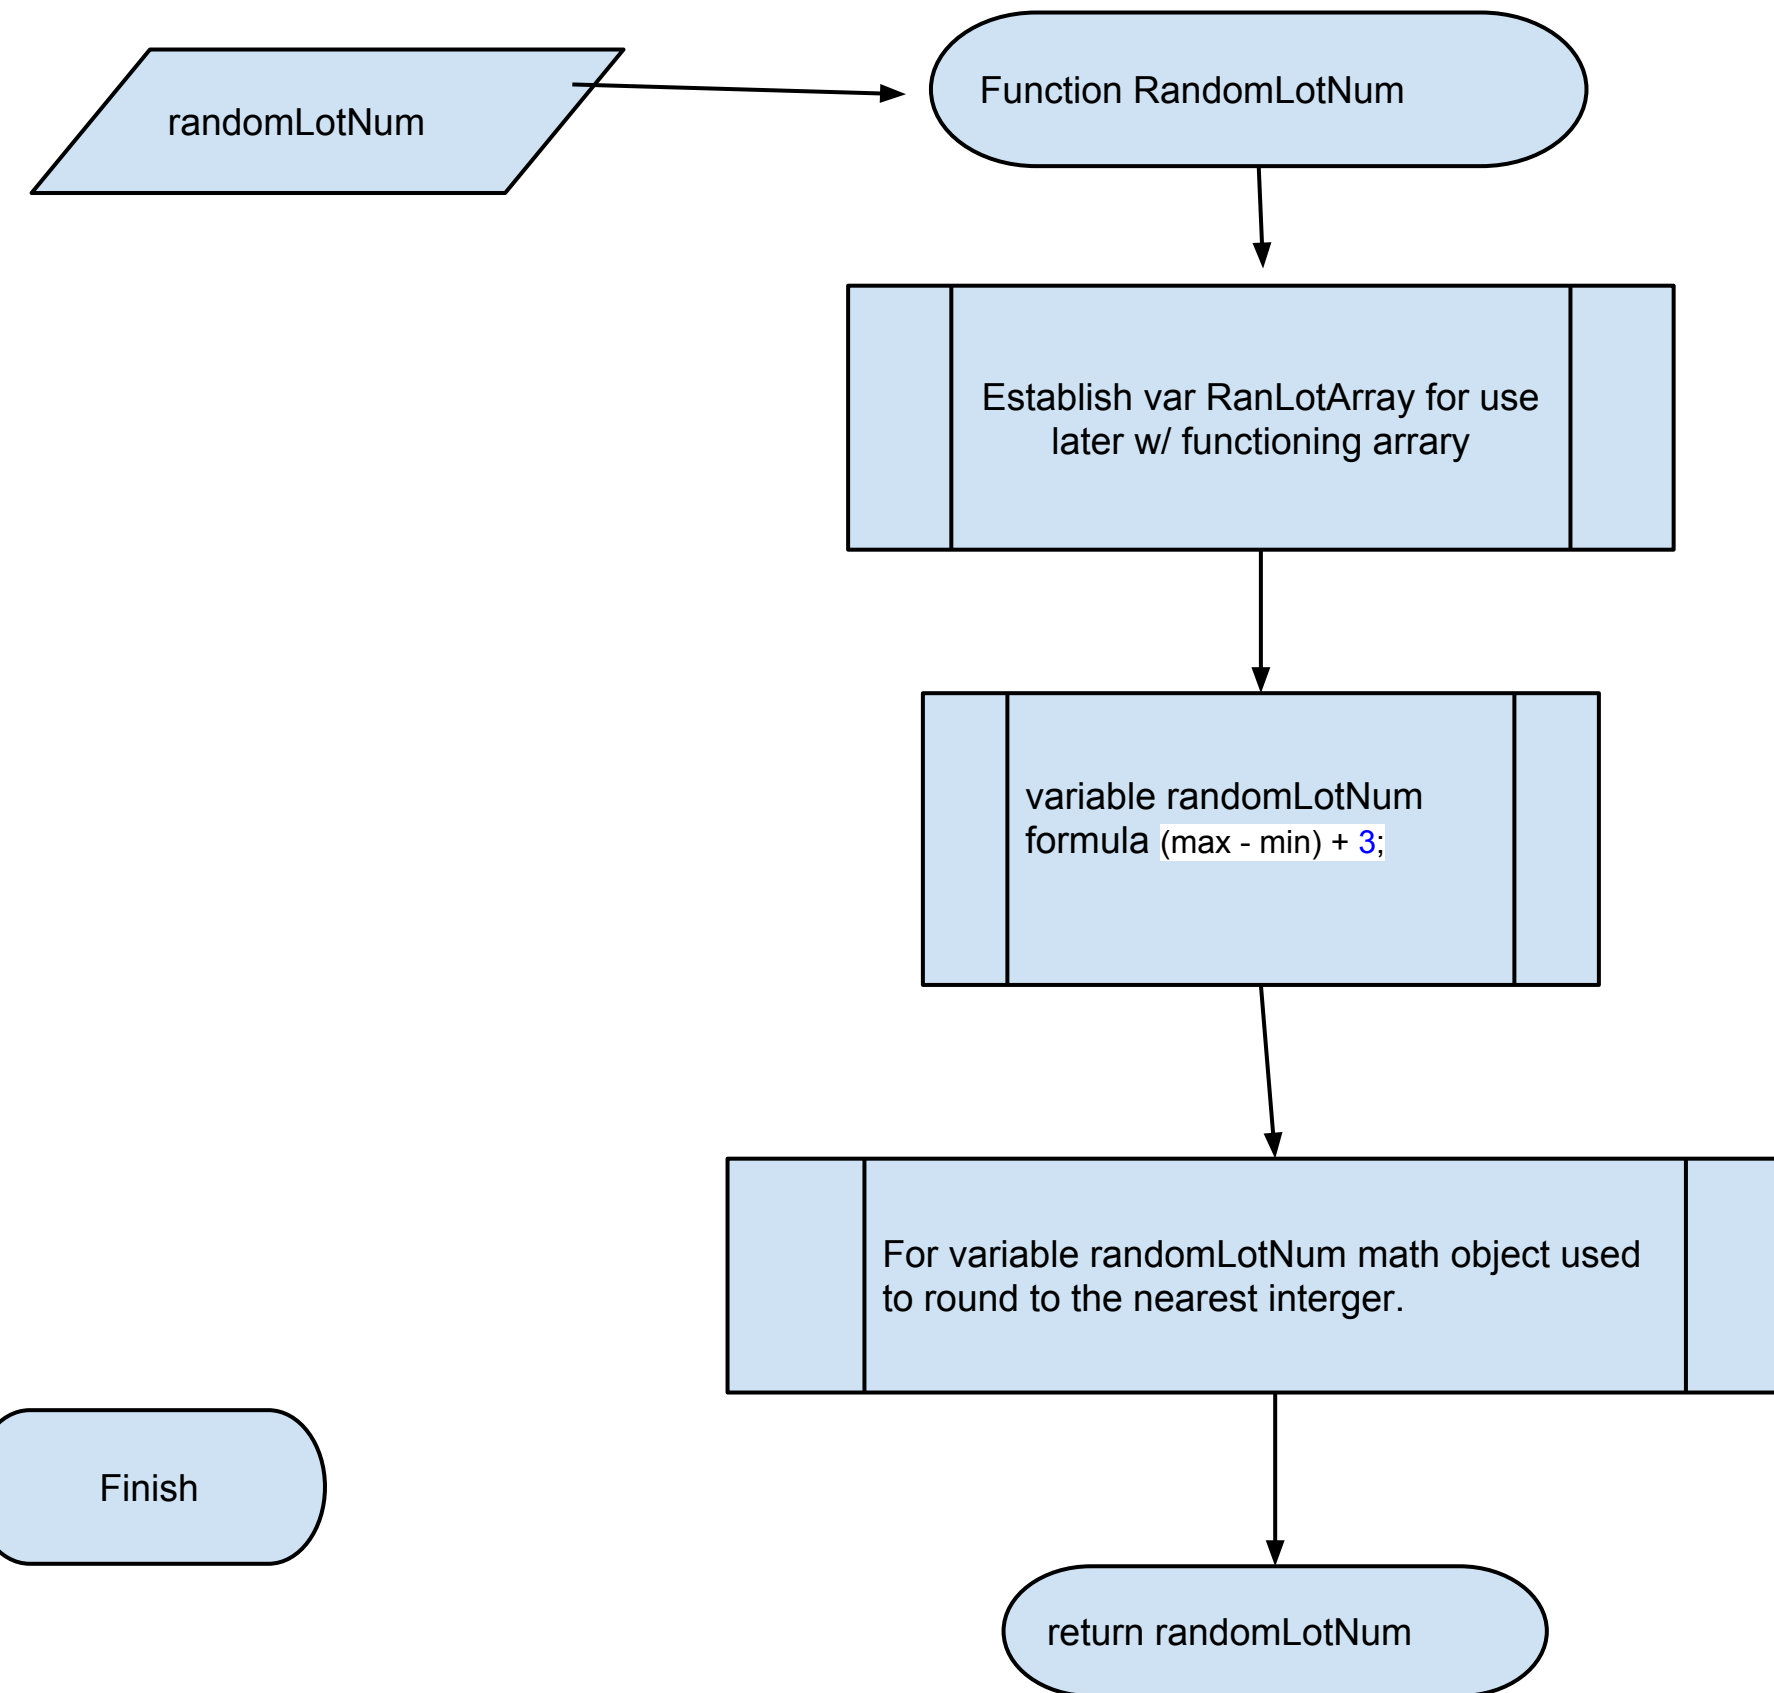 randomLotNum
Function RandomLotNum
Establish var RanLotArray for use
later w/ functioning arrary
variable randomLotNum
formula (max - min) + 3;
For variable randomLotNum math object used
to round to the nearest interger.
Finish
return randomLotNum